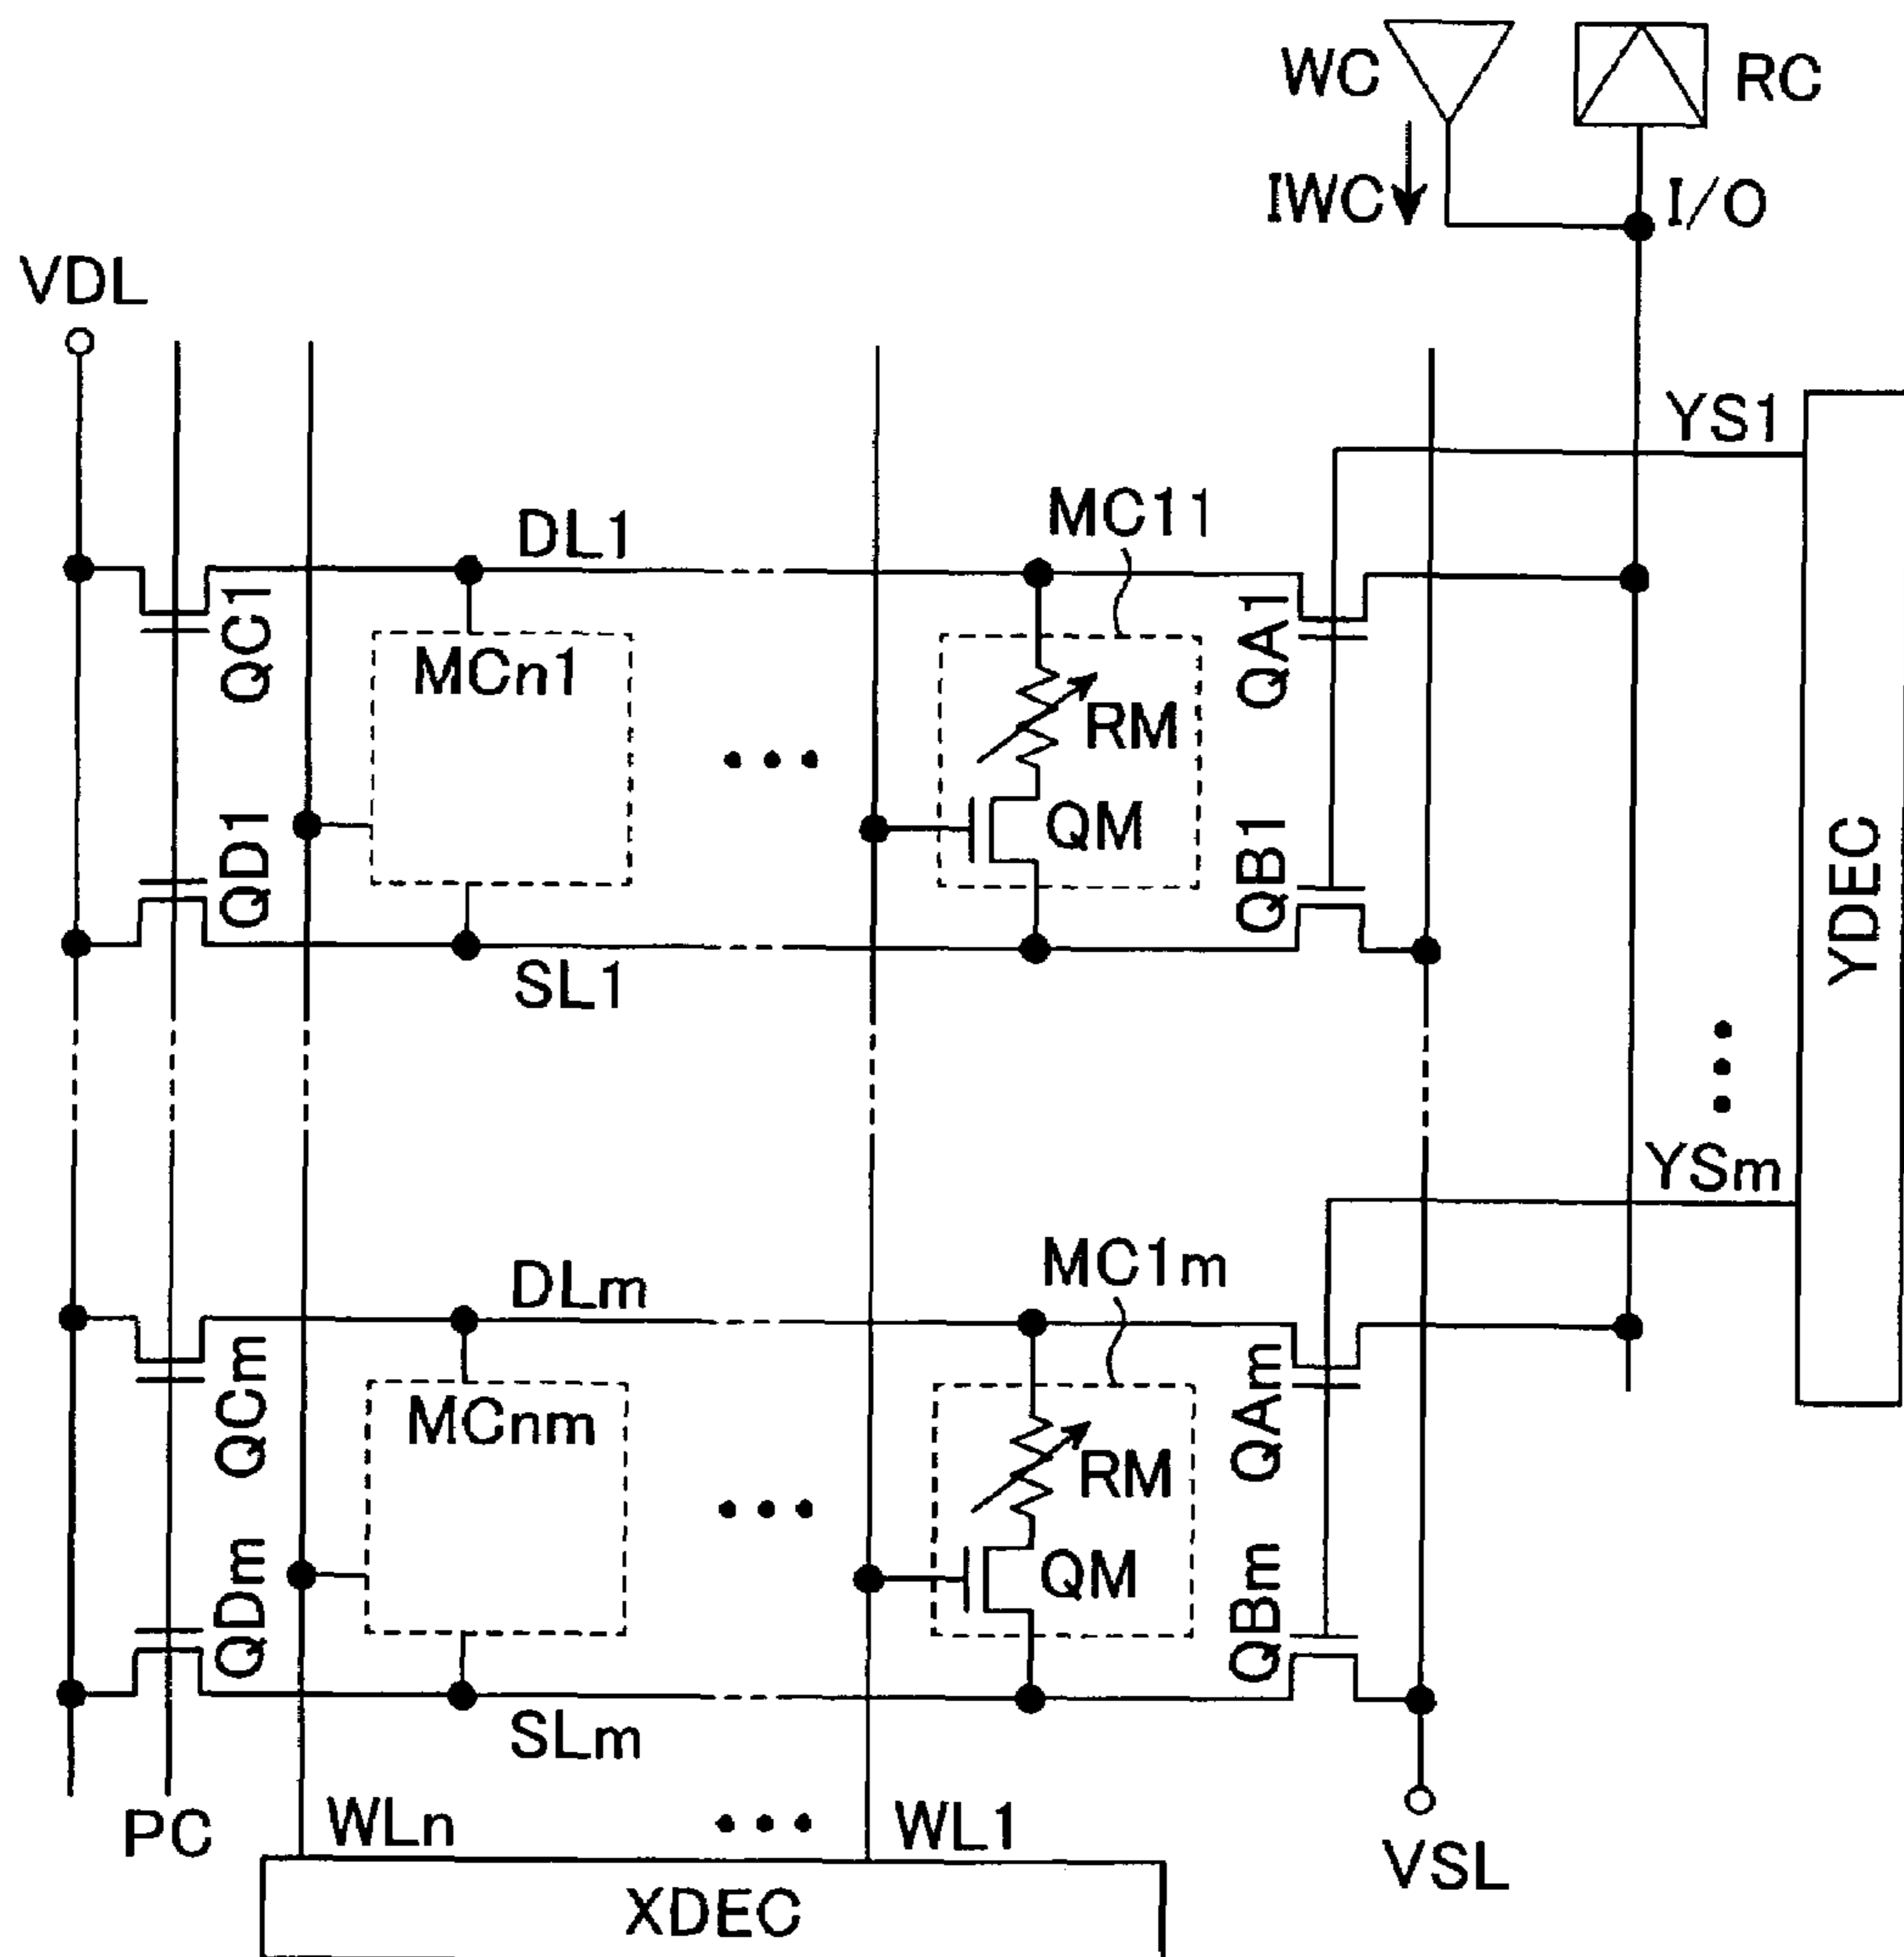 WC
RC
IWC
I/O
VDL
YS1
DL1
MC11
QC1
QA1
MCn1
RM
QM
QD1
QB1
YDEC
SL1
YSm
DLm
MC1m
QCm
QAm
MCnm
RM
QM
QDm
QBm
SLm
PC
WLn
WL1
VSL
XDEC